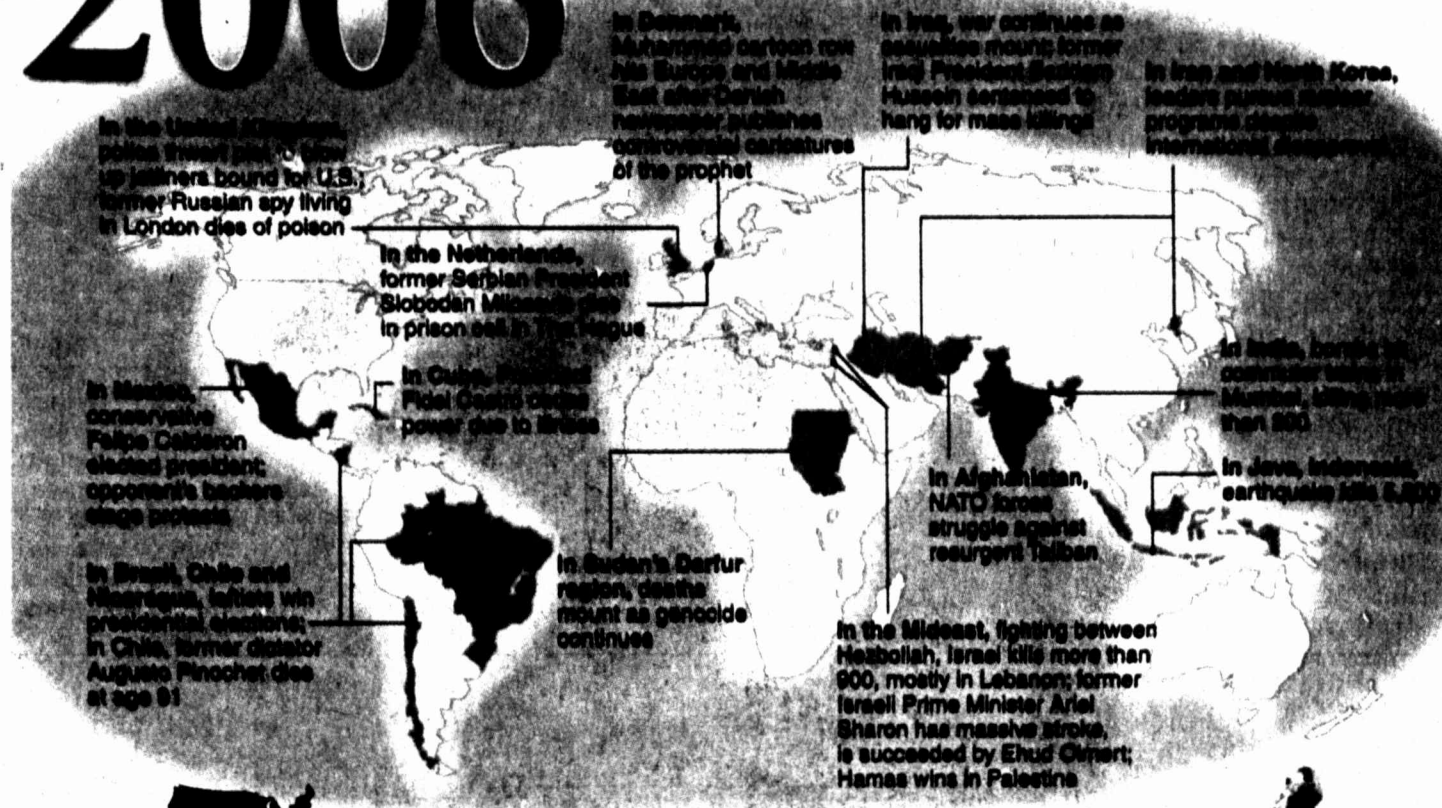 2006
In Denmark,
Muhammad cartoon row
hits Europe and Middle
East after Danish
newspaper publishes
controversial caricatures
of the prophet
In Iraq, war continues as
casualties mount; former
Iraqi President Saddam
Hussein sentenced to
hang for mass killings
In Iran and North Korea,
leaders pursue nuclear
programs despite
international disapproval
In the United Kingdom,
police thwart plot to blow
up jetliners bound for U.S.;
former Russian spy living
in London dies of poison
In the Netherlands,
former Serbian President
Slobodan Milosevic dies
in prison cell in The Hague
In Mexico,
conservative
Felipe Calderon
elected president;
opponent's backers
stage protests
In Cuba,
Fidel Castro cedes
power due to illness
In India,
Mumbai, killing more
than 200
In Java, Indonesia,
earthquake kills
In Afghanistan,
NATO forces
struggle against
resurgent Taliban
In Brazil, Chile and
Nicaragua, leftists win
presidential elections;
in Chile, former dictator
Augusto Pinochet dies
at age 91
In Sudan's Darfur
region, deaths
mount as genocide
continues
In the Mideast, fighting between
Hezbollah, Israel kills more than
900, mostly in Lebanon; former
Israeli Prime Minister Ariel
Sharon has massive stroke,
is succeeded by Ehud Olmert;
Hamas wins in Palestine